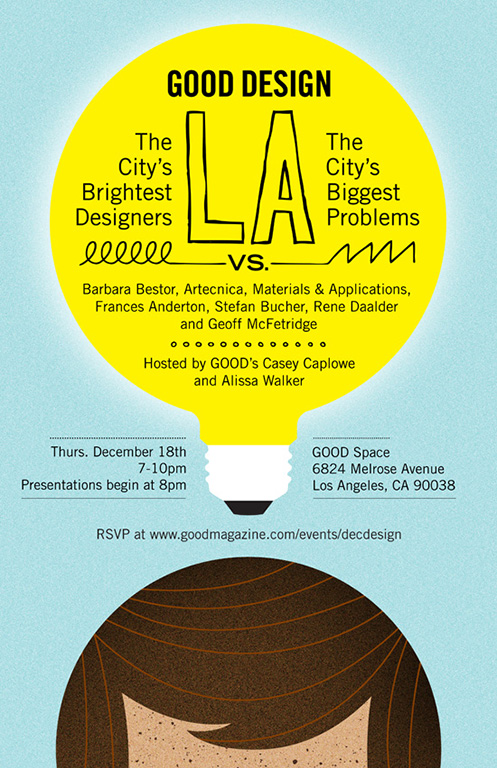 GOOD DESIGN
LA
The
City's
Brightest
Designers
VS.
The
City's
Biggest
Problems
Barbara Bestor, Artecnica, Materials & Applications,
Frances Anderton, Stefan Bucher, Rene Daalder
and Geoff McFetridge
Hosted by GOOD's Casey Caplowe
and Alissa Walker
Thurs. December 18th
7-10pm
Presentations begin at 8pm
GOOD Space
6824 Melrose Avenue
Los Angeles, CA 90038
RSVP at www.goodmagazine.com/events/decdesign